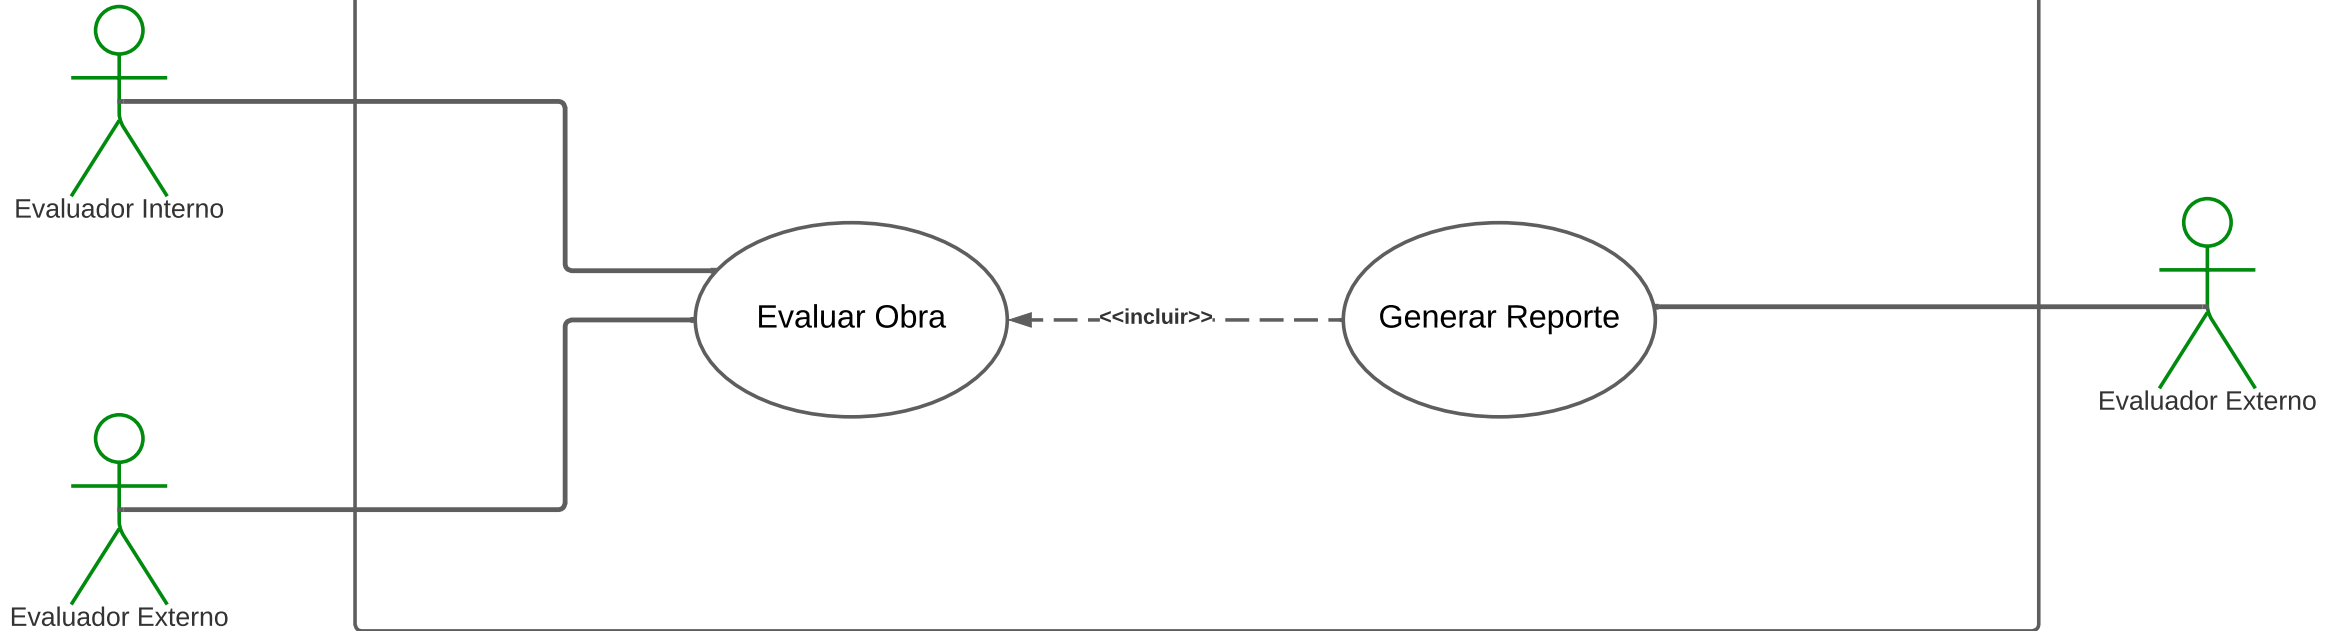 Evaluador Interno
Evaluar Obra
<<incluir>>
Generar Reporte
Evaluador Externo
Evaluador Externo